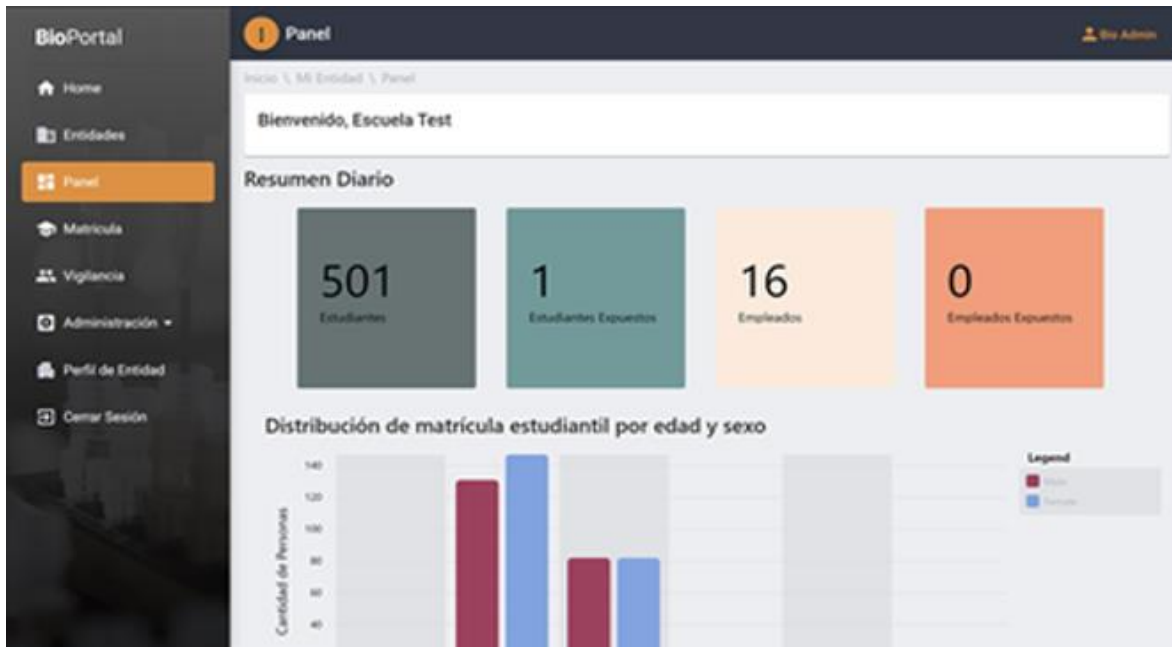 BioPortal
Home
Entidades
Panel
Matrícula
Vigilancia
Administración
Perfil de Entidad
Cerrar Sesión
Panel
Bio Admin
Inicio \ Mi Entidad \ Panel
Bienvenido, Escuela Test
Resumen Diario
501
Estudiantes
1
Estudiantes Expuestos
16
Empleados
0
Empleados Expuestos
Distribución de matrícula estudiantil por edad y sexo
Cantidad de Personas
140
120
100
80
60
40
Legend
Female